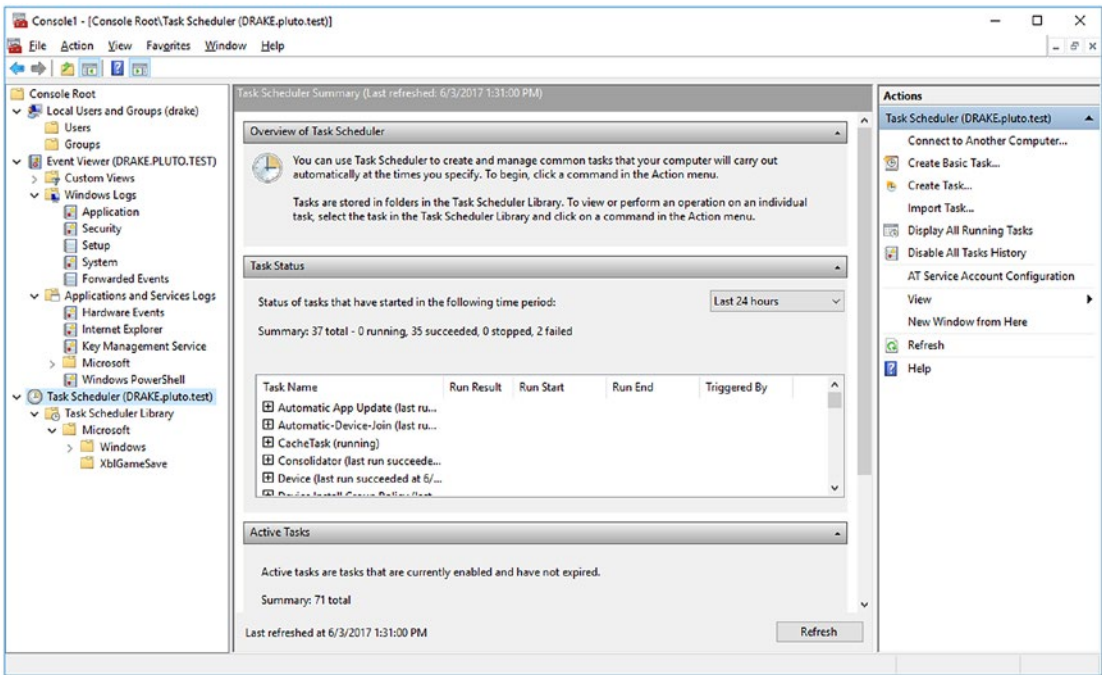 Console1 - [Console Root\Task Scheduler (DRAKE.pluto.test)]
File Action View Favorites Window Help
Console Root
Local Users and Groups (drake)
Users
Groups
Event Viewer (DRAKE.PLUTO.TEST)
Custom Views
Windows Logs
Application
Security
Setup
System
Forwarded Events
Applications and Services Logs
Hardware Events
Internet Explorer
Key Management Service
Microsoft
Windows PowerShell
Task Scheduler (DRAKE.pluto.test)
Task Scheduler Library
Microsoft
Windows
XblGameSave
Task Scheduler Summary (Last refreshed: 6/3/2017 1:31:00 PM)
Overview of Task Scheduler
You can use Task Scheduler to create and manage common tasks that your computer will carry out
automatically at the times you specify. To begin, click a command in the Action menu.
Tasks are stored in folders in the Task Scheduler Library. To view or perform an operation on an individual
task, select the task in the Task Scheduler Library and click on a command in the Action menu.
Task Status
Status of tasks that have started in the following time period: Last 24 hours
Summary: 37 total - 0 running, 35 succeeded, 0 stopped, 2 failed
Task Name Run Result Run Start Run End Triggered By
Automatic App Update (last ru...
Automatic-Device-Join (last ru...
CacheTask (running)
Consolidator (last run succeede...
Device (last run succeeded at 6/...
Device Install Group Policy (last
Active Tasks
Active tasks are tasks that are currently enabled and have not expired.
Summary: 71 total
Last refreshed at 6/3/2017 1:31:00 PM Refresh
Actions
Task Scheduler (DRAKE.pluto.test)
Connect to Another Computer...
Create Basic Task...
Create Task...
Import Task...
Display All Running Tasks
Disable All Tasks History
AT Service Account Configuration
View
New Window from Here
Refresh
Help